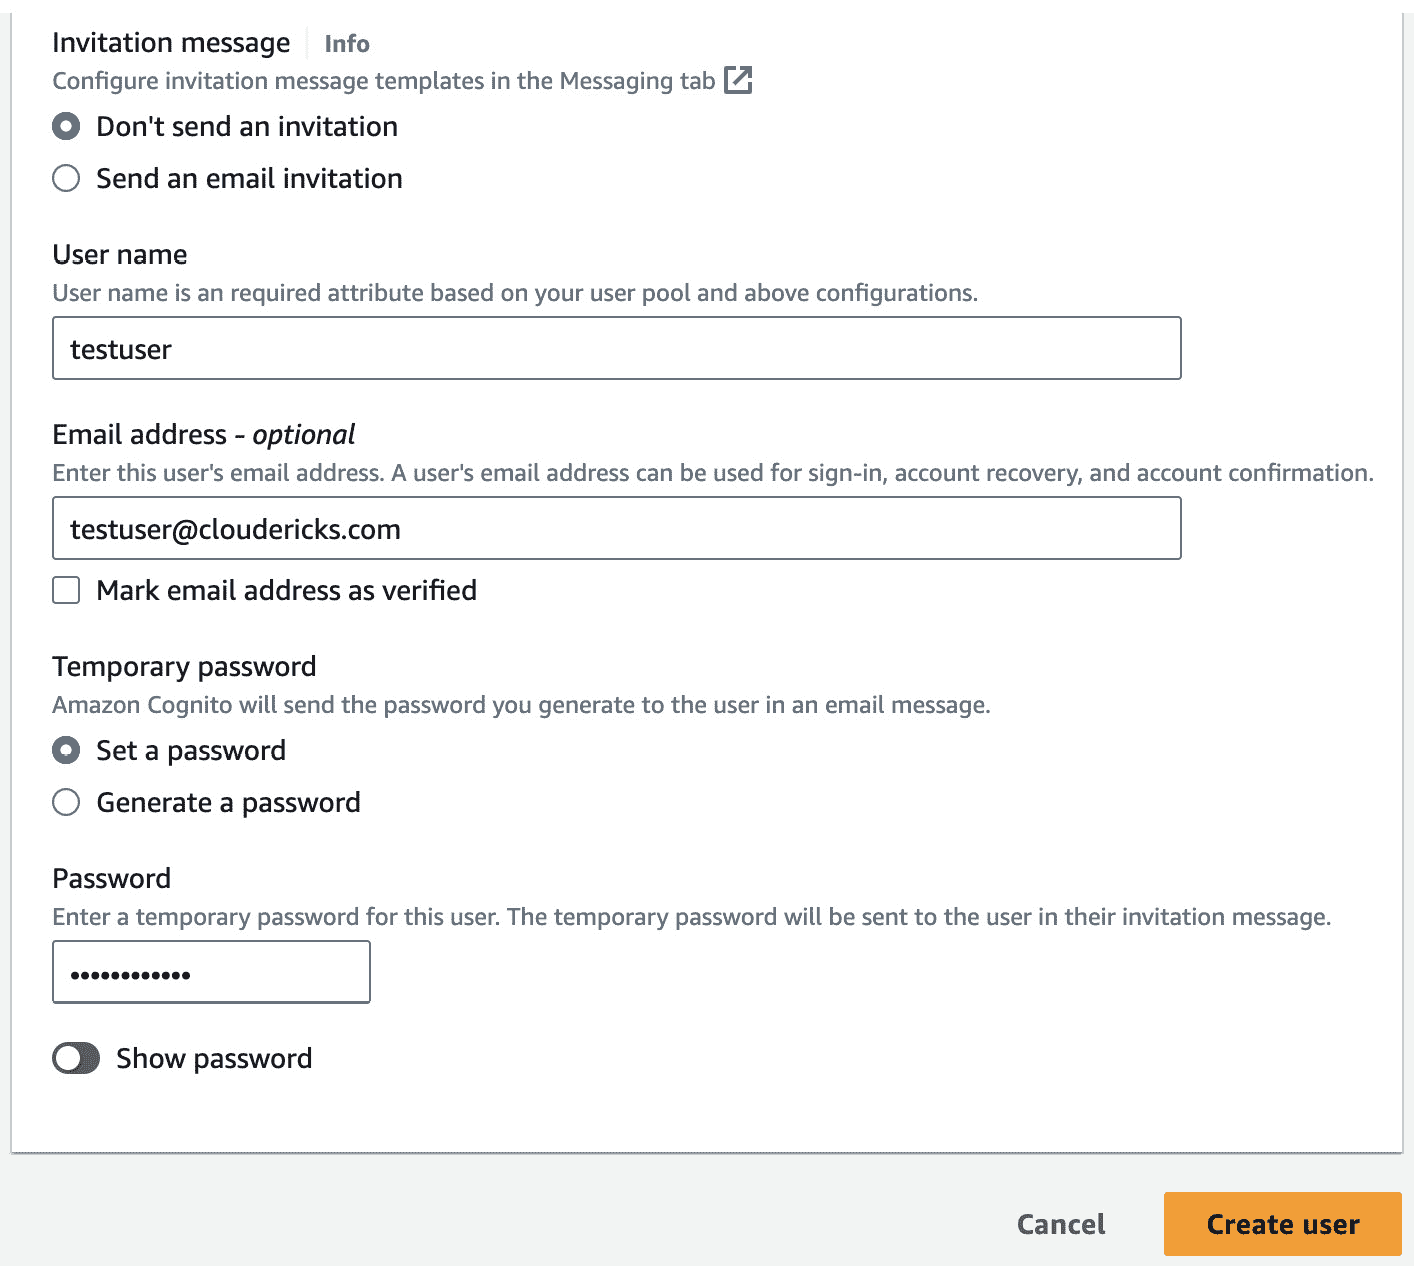 Invitation message Info
Configure invitation message templates in the Messaging tab
Don't send an invitation
Send an email invitation
User name
User name is an required attribute based on your user pool and above configurations.
testuser
Email address - optional
Enter this user's email address. A user's email address can be used for sign-in, account recovery, and account confirmation.
testuser@cloudericks.com
Mark email address as verified
Temporary password
Amazon Cognito will send the password you generate to the user in an email message.
Set a password
Generate a password
Password
Enter a temporary password for this user. The temporary password will be sent to the user in their invitation message.
••••••••••••
Show password
Cancel Create user